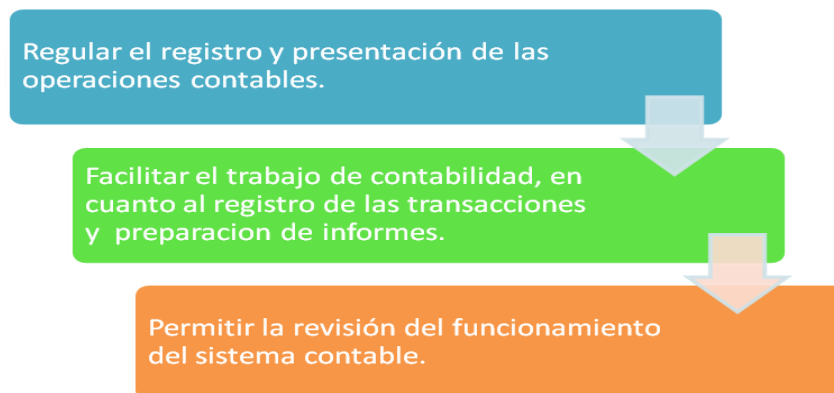 Regular el registro y presentación de las
operaciones contables.
Facilitar el trabajo de contabilidad, en
cuanto al registro de las transacciones
y preparacion de informes.
Permitir la revisión del funcionamiento
del sistema contable.